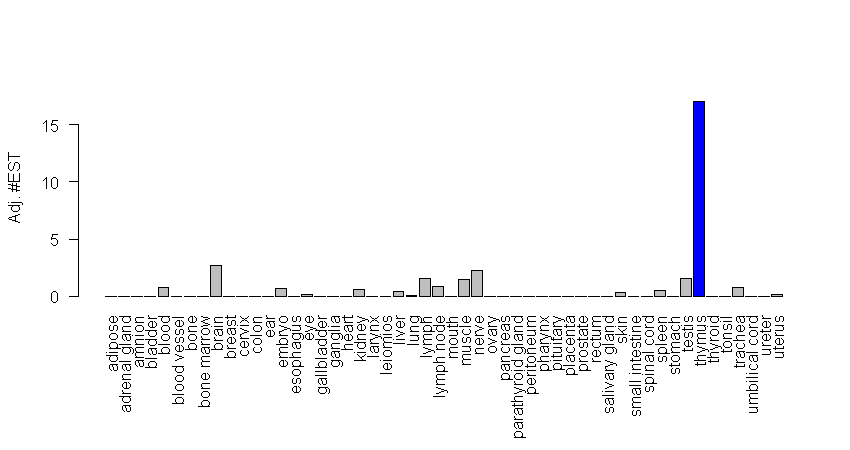 Adj. #EST
15
10
5
0
adipose
adrenal gland
amnion
bladder
blood
blood vessel
bone
bone marrow
brain
breast
cervix
colon
ear
embryo
esophagus
eye
gallbladder
ganglia
heart
kidney
larynx
leiomios
liver
lung
lymph
lymph node
mouth
muscle
nerve
ovary
pancreas
parathyroid gland
peritoneum
pharynx
pituitary
placenta
prostate
rectum
salivary gland
skin
small intestine
spinal cord
spleen
stomach
testis
thymus
thyroid
tonsil
trachea
umbilical cord
ureter
uterus